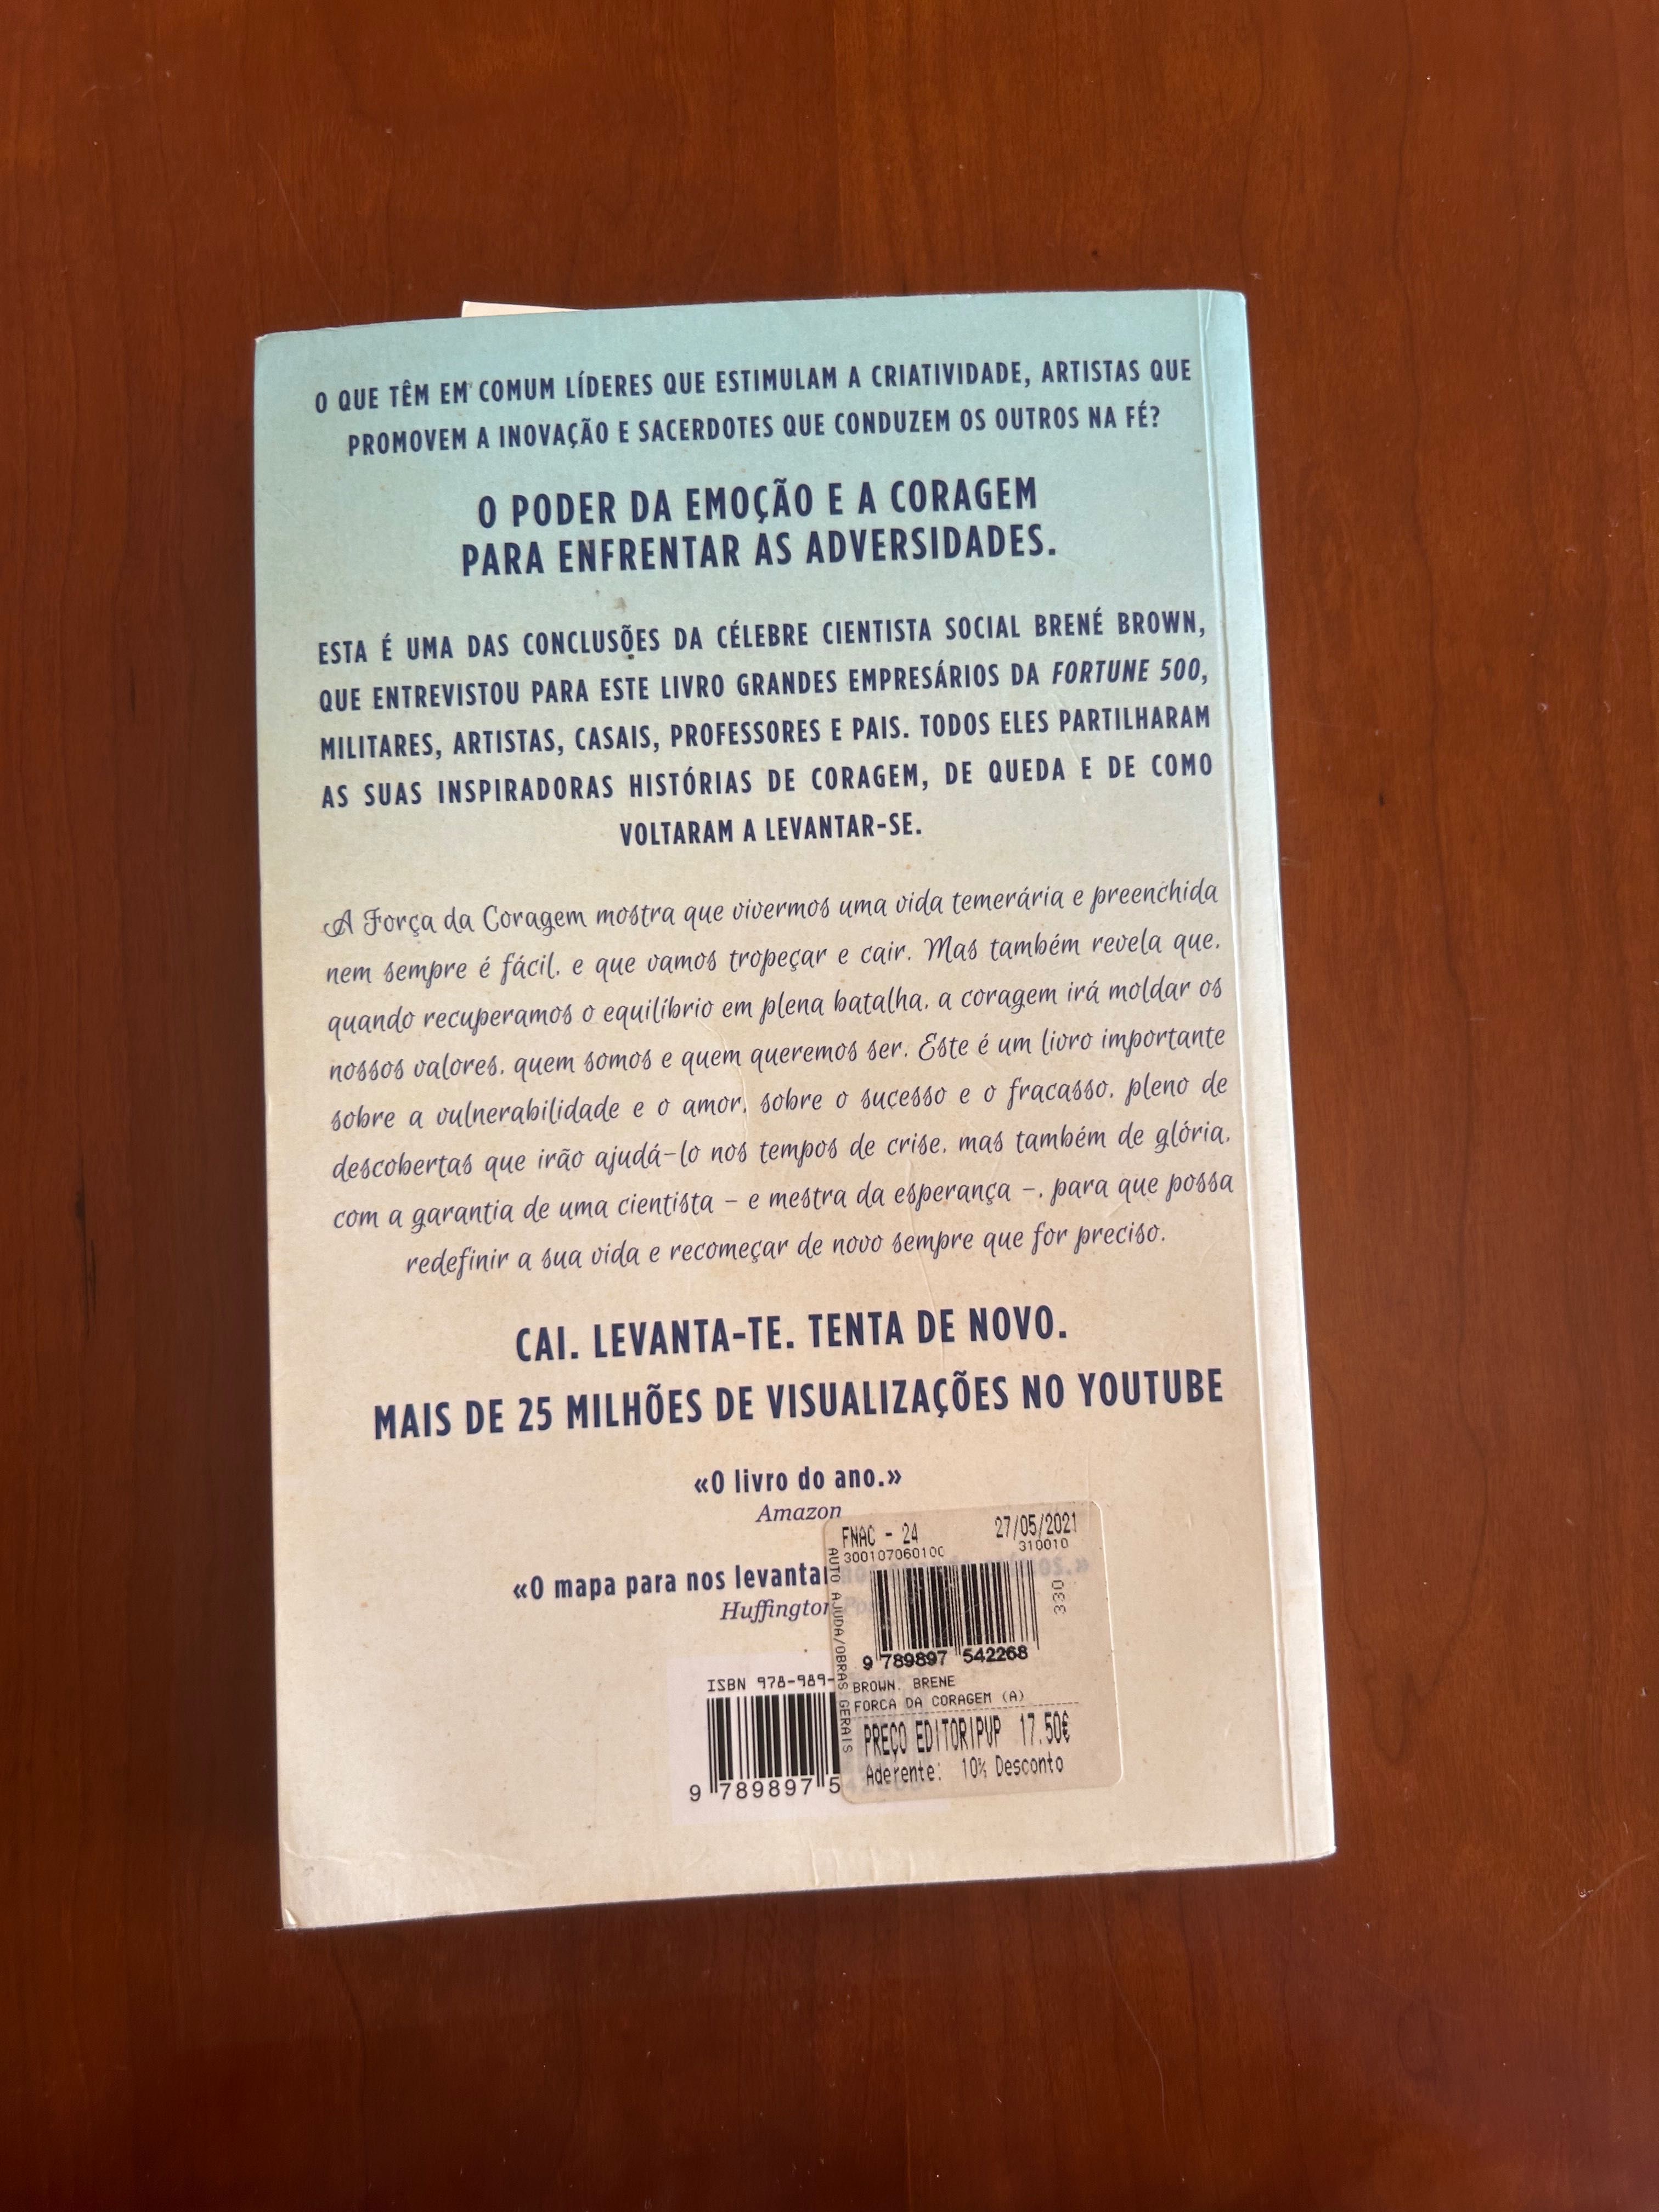 O QUE TÊM EM COMUM LÍDERES QUE ESTIMULAM A CRIATIVIDADE, ARTISTAS QUE
PROMOVEM A INOVAÇÃO E SACERDOTES QUE CONDUZEM OS OUTROS NA FÉ?
O PODER DA EMOÇÃO E A CORAGEM
PARA ENFRENTAR AS ADVERSIDADES.
ESTA É UMA DAS CONCLUSÕES DA CÉLEBRE CIENTISTA SOCIAL BRENÉ BROWN,
QUE ENTREVISTOU PARA ESTE LIVRO GRANDES EMPRESÁRIOS DA FORTUNE 500,
MILITARES, ARTISTAS, CASAIS, PROFESSORES E PAIS. TODOS ELES PARTILHARAM
AS SUAS INSPIRADORAS HISTÓRIAS DE CORAGEM, DE QUEDA E DE COMO
VOLTARAM A LEVANTAR-SE.
A Força da Coragem mostra que vivermos uma vida temerária e preenchida
nem sempre é fácil, e que vamos tropeçar e cair. Mas também revela que,
quando recuperamos o equilíbrio em plena batalha, a coragem irá moldar os
nossos valores, quem somos e quem queremos ser. Este é um livro importante
sobre a vulnerabilidade e o amor, sobre o sucesso e o fracasso, pleno de
descobertas que irão ajudá-lo nos tempos de crise, mas também de glória,
com a garantia de uma cientista – e mestra da esperança –, para que possa
redefinir a sua vida e recomeçar de novo sempre que for preciso.
CAI. LEVANTA-TE. TENTA DE NOVO.
MAIS DE 25 MILHÕES DE VISUALIZAÇÕES NO YOUTUBE
«O livro do ano.»
Amazon
«O mapa para nos levantar
Huffington
ISBN 978-989-
9 789897 5
FNAC - 24 27/05/2021
300107060100 310010
330
AUTO AJUDA/OBRAS GERAIS
9 789897 542268
BROWN, BRENE
FORCA DA CORAGEM (A)
PREÇO EDITOR|PVP 17.50€
Aderente: 10% Desconto